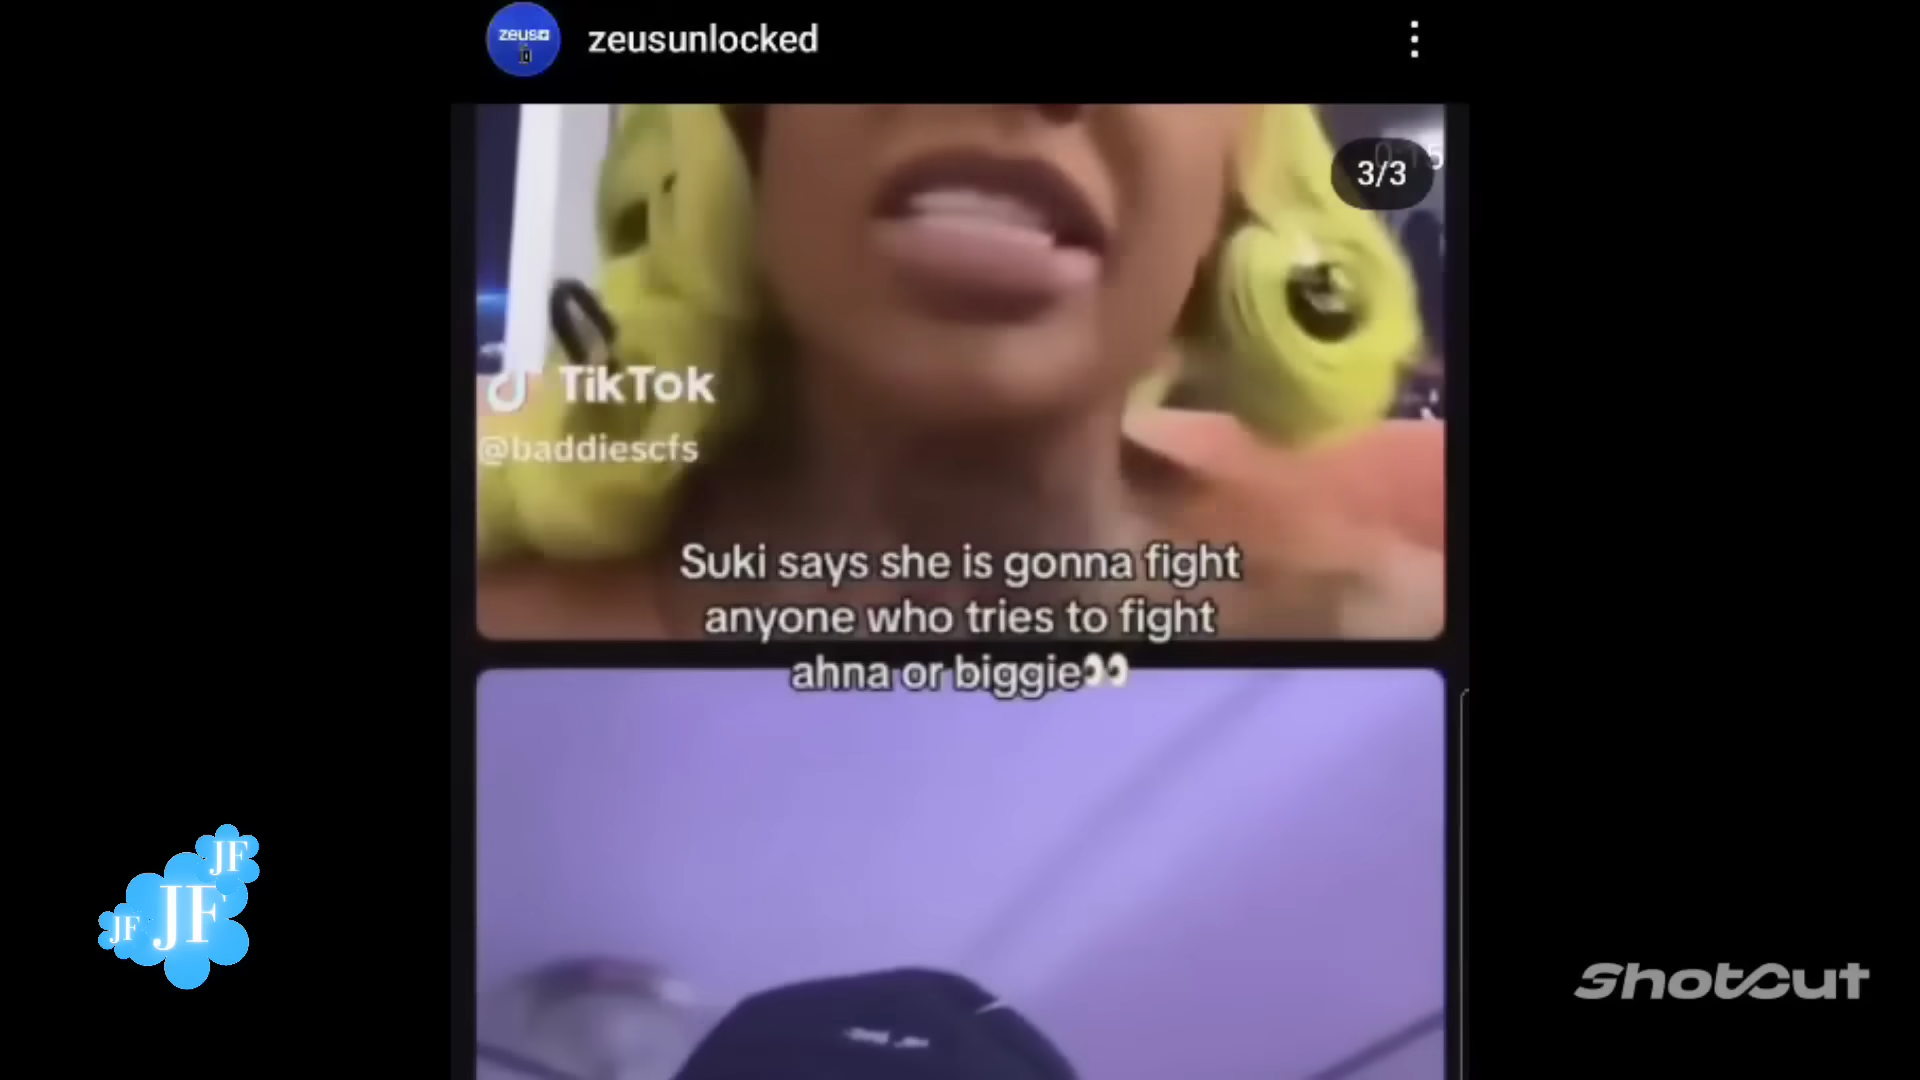 zeus
zeusunlocked
3/3
TikTok
@baddiescfs
Suki says she is gonna fight
anyone who tries to fight
ahna or biggie👀
JF
JF
JF
ShotCut